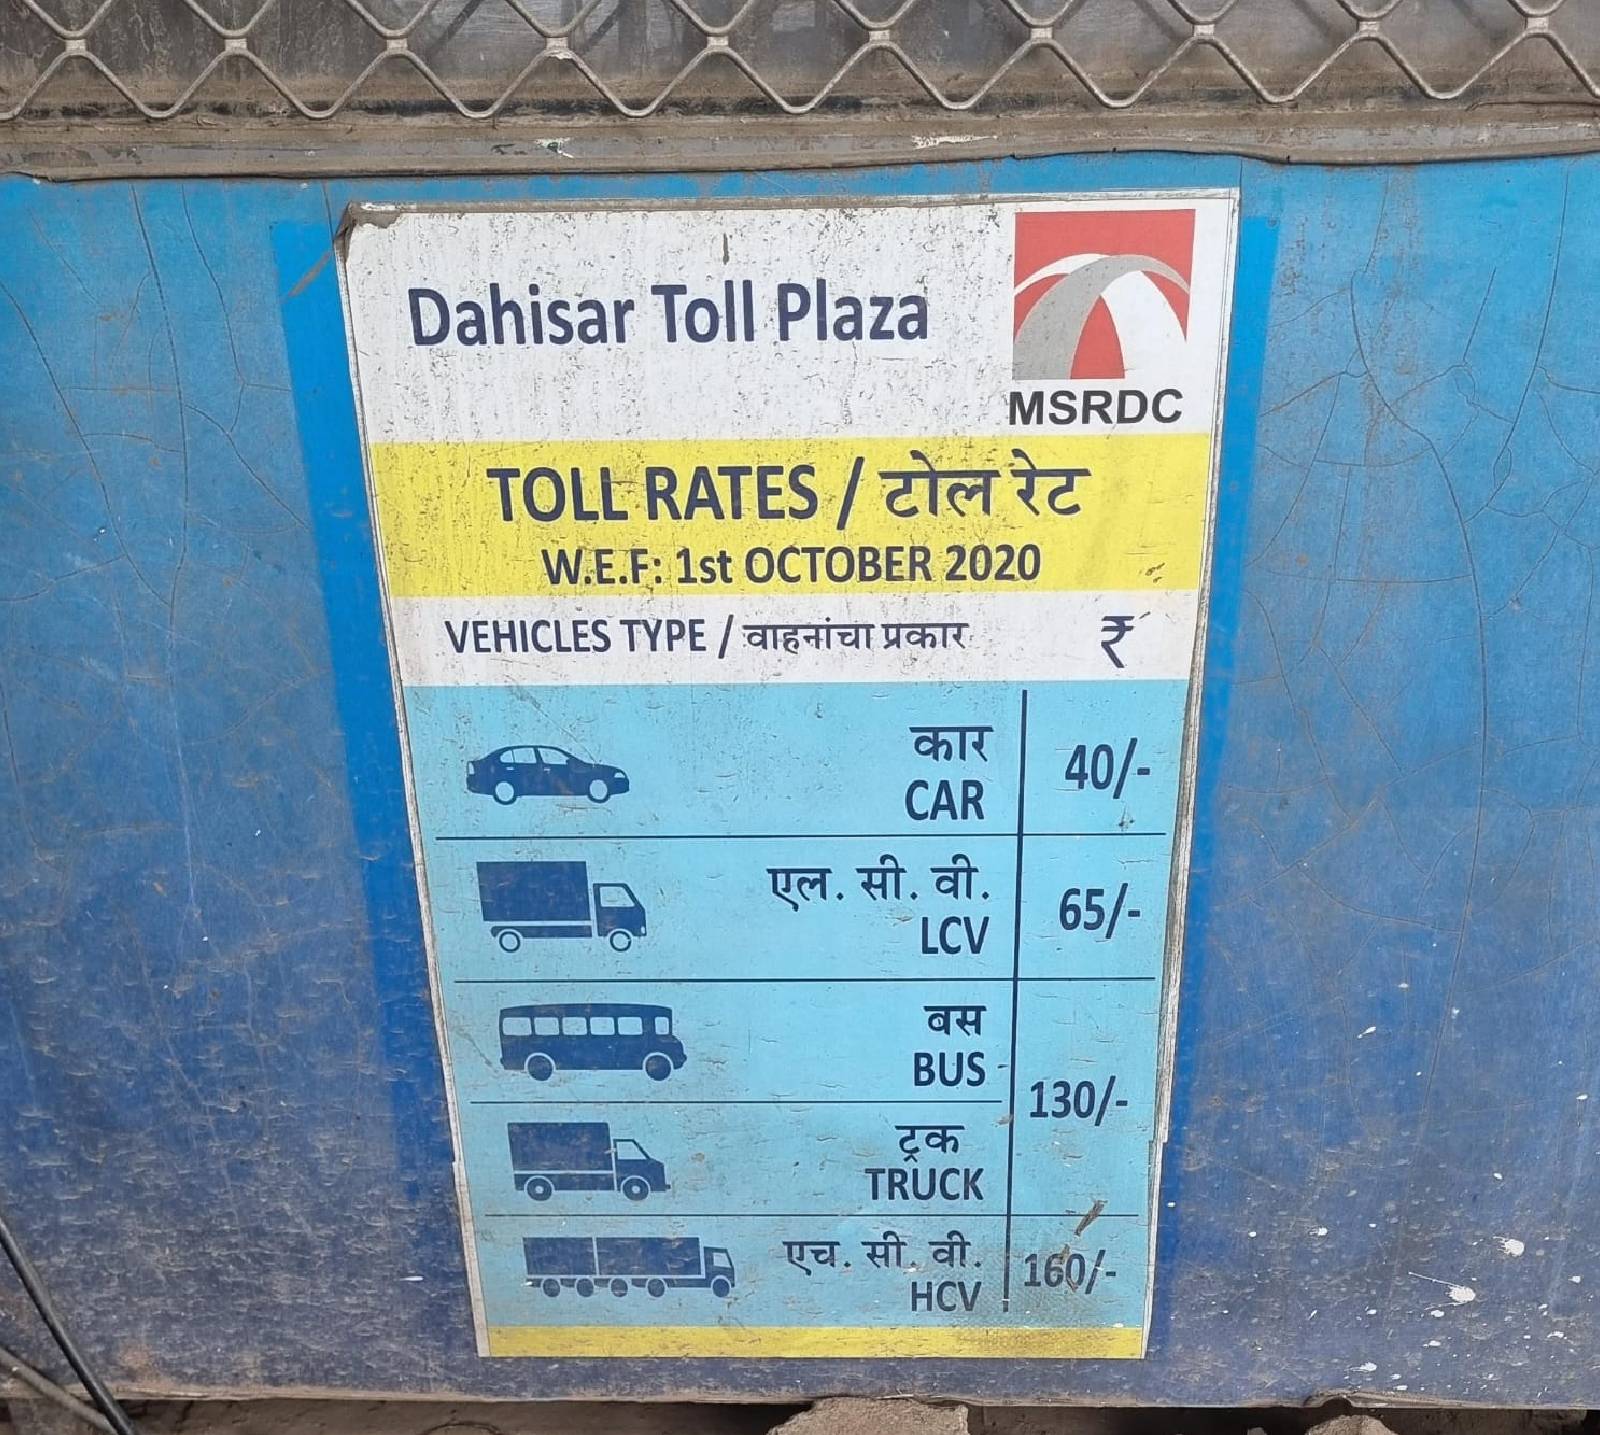 Dahisar Toll Plaza
MSRDC
TOLL RATES / टोल रेट
W.E.F: 1st OCTOBER 2020
VEHICLES TYPE / वाहनांचा प्रकार ₹
कार
CAR 40/-
एल. सी. वी.
LCV 65/-
बस
BUS
130/-
ट्रक
TRUCK
एच. सी. वी.
HCV 160/-